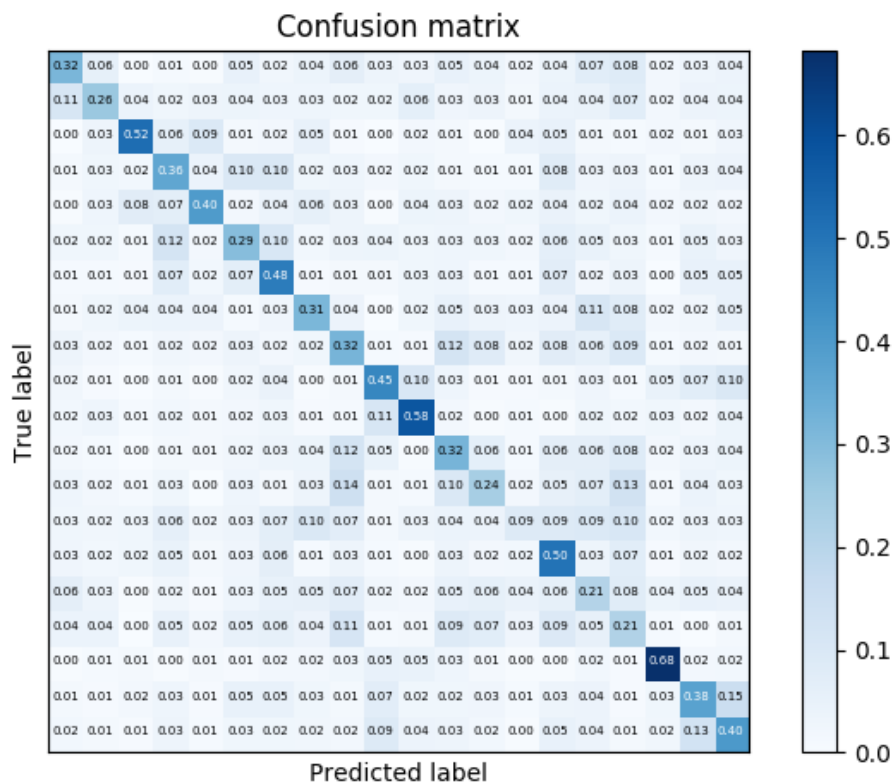 Confusion matrix
0.32 0.06 0.00 0.01 0.00 0.05 0.02 0.04 0.06 0.03 0.03 0.05 0.04 0.02 0.04 0.07 0.08 0.02 0.03 0.04
0.11 0.26 0.04 0.02 0.03 0.04 0.03 0.03 0.02 0.02 0.06 0.03 0.03 0.01 0.04 0.04 0.07 0.02 0.04 0.04
0.00 0.03 0.52 0.06 0.09 0.01 0.02 0.05 0.01 0.00 0.02 0.01 0.00 0.04 0.05 0.01 0.01 0.02 0.01 0.03
0.01 0.03 0.02 0.36 0.04 0.10 0.10 0.02 0.03 0.02 0.02 0.01 0.01 0.01 0.08 0.03 0.03 0.01 0.03 0.04
0.00 0.03 0.08 0.07 0.40 0.02 0.04 0.06 0.03 0.00 0.04 0.03 0.02 0.02 0.04 0.02 0.04 0.02 0.02 0.02
0.02 0.02 0.01 0.12 0.02 0.29 0.10 0.02 0.03 0.04 0.03 0.03 0.03 0.02 0.06 0.05 0.03 0.01 0.05 0.03
0.01 0.01 0.01 0.07 0.02 0.07 0.48 0.01 0.01 0.01 0.03 0.03 0.01 0.01 0.07 0.02 0.03 0.00 0.05 0.05
0.01 0.02 0.04 0.04 0.04 0.01 0.03 0.31 0.04 0.00 0.02 0.05 0.03 0.03 0.04 0.11 0.08 0.02 0.02 0.05
0.03 0.02 0.01 0.02 0.02 0.03 0.02 0.02 0.32 0.01 0.01 0.12 0.08 0.02 0.08 0.06 0.09 0.01 0.02 0.01
0.02 0.01 0.00 0.01 0.00 0.02 0.04 0.00 0.01 0.45 0.10 0.03 0.01 0.01 0.01 0.03 0.01 0.05 0.07 0.10
0.02 0.03 0.01 0.02 0.01 0.02 0.03 0.01 0.01 0.11 0.58 0.02 0.00 0.01 0.00 0.02 0.02 0.03 0.02 0.04
0.02 0.01 0.00 0.01 0.01 0.02 0.03 0.04 0.12 0.05 0.00 0.32 0.06 0.01 0.06 0.06 0.08 0.02 0.03 0.04
0.03 0.02 0.01 0.03 0.00 0.03 0.01 0.03 0.14 0.01 0.01 0.10 0.24 0.02 0.05 0.07 0.13 0.01 0.04 0.03
0.03 0.02 0.03 0.06 0.02 0.03 0.07 0.10 0.07 0.01 0.03 0.04 0.04 0.09 0.09 0.09 0.10 0.02 0.03 0.03
0.03 0.02 0.02 0.05 0.01 0.03 0.06 0.01 0.03 0.01 0.00 0.03 0.02 0.02 0.50 0.03 0.07 0.01 0.02 0.02
0.06 0.03 0.00 0.02 0.01 0.03 0.05 0.05 0.07 0.02 0.02 0.05 0.06 0.04 0.06 0.21 0.08 0.04 0.05 0.04
0.04 0.04 0.00 0.05 0.02 0.05 0.06 0.04 0.11 0.01 0.01 0.09 0.07 0.03 0.09 0.05 0.21 0.01 0.00 0.01
0.00 0.01 0.01 0.00 0.01 0.01 0.02 0.02 0.03 0.05 0.05 0.03 0.01 0.00 0.00 0.02 0.01 0.68 0.02 0.02
0.01 0.01 0.02 0.03 0.01 0.05 0.05 0.03 0.01 0.07 0.02 0.02 0.03 0.01 0.03 0.04 0.01 0.03 0.38 0.15
0.02 0.01 0.01 0.03 0.01 0.03 0.02 0.02 0.02 0.09 0.04 0.03 0.02 0.00 0.05 0.04 0.01 0.02 0.13 0.40
True label
Predicted label
0.6
0.5
0.4
0.3
0.2
0.1
0.0